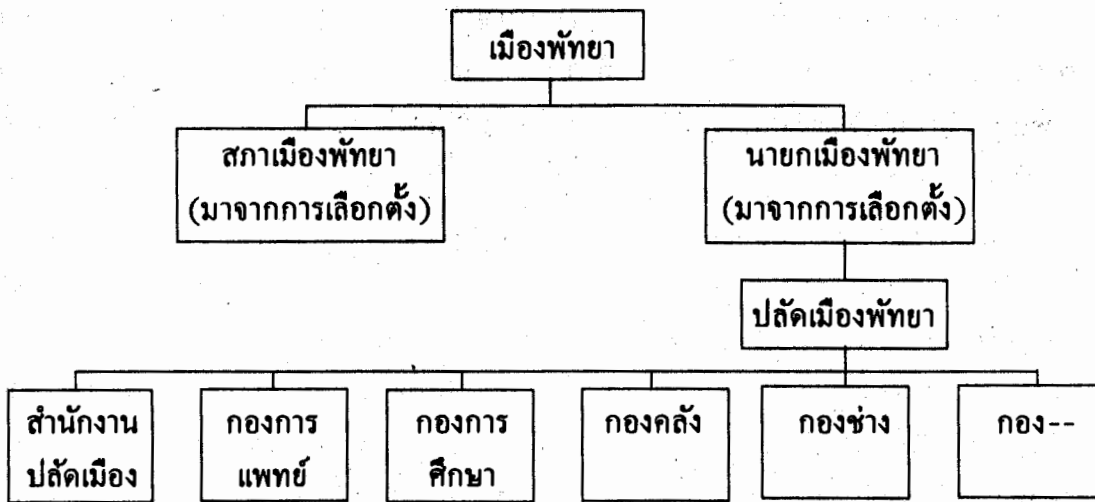 เมืองพัทยา
สภาเมืองพัทยา
(มาจากการเลือกตั้ง)
นายกเมืองพัทยา
(มาจากการเลือกตั้ง)
ปลัดเมืองพัทยา
สำนักงาน
ปลัดเมือง
กองการ
แพทย์
กองการ
ศึกษา
กองคลัง
กองช่าง
กอง--